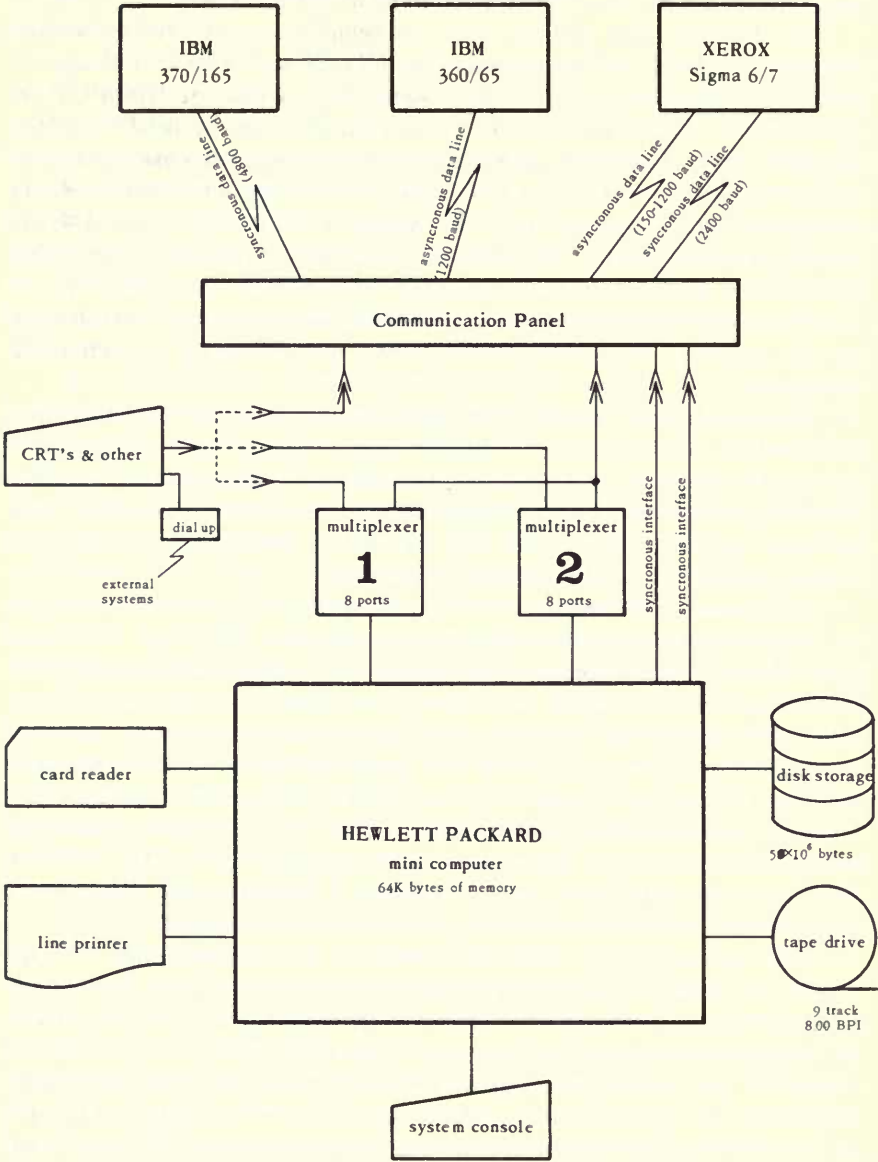 IBM
370/165
IBM
360/65
XEROX
Sigma 6/7
syncronous data line
(4800 baud)
asyncronous data line
(1200 baud)
asyncronous data line
(150-1200 baud)
syncronous data line
(2400 baud)
Communication Panel
CRT's & other
dial up
external
systems
multiplexer
1
8 ports
multiplexer
2
8 ports
syncronous interface
syncronous interface
card reader
disk storage
HEWLETT PACKARD
mini computer
64K bytes of memory
×10⁶ bytes
line printer
tape drive
9 track
800 BPI
system console